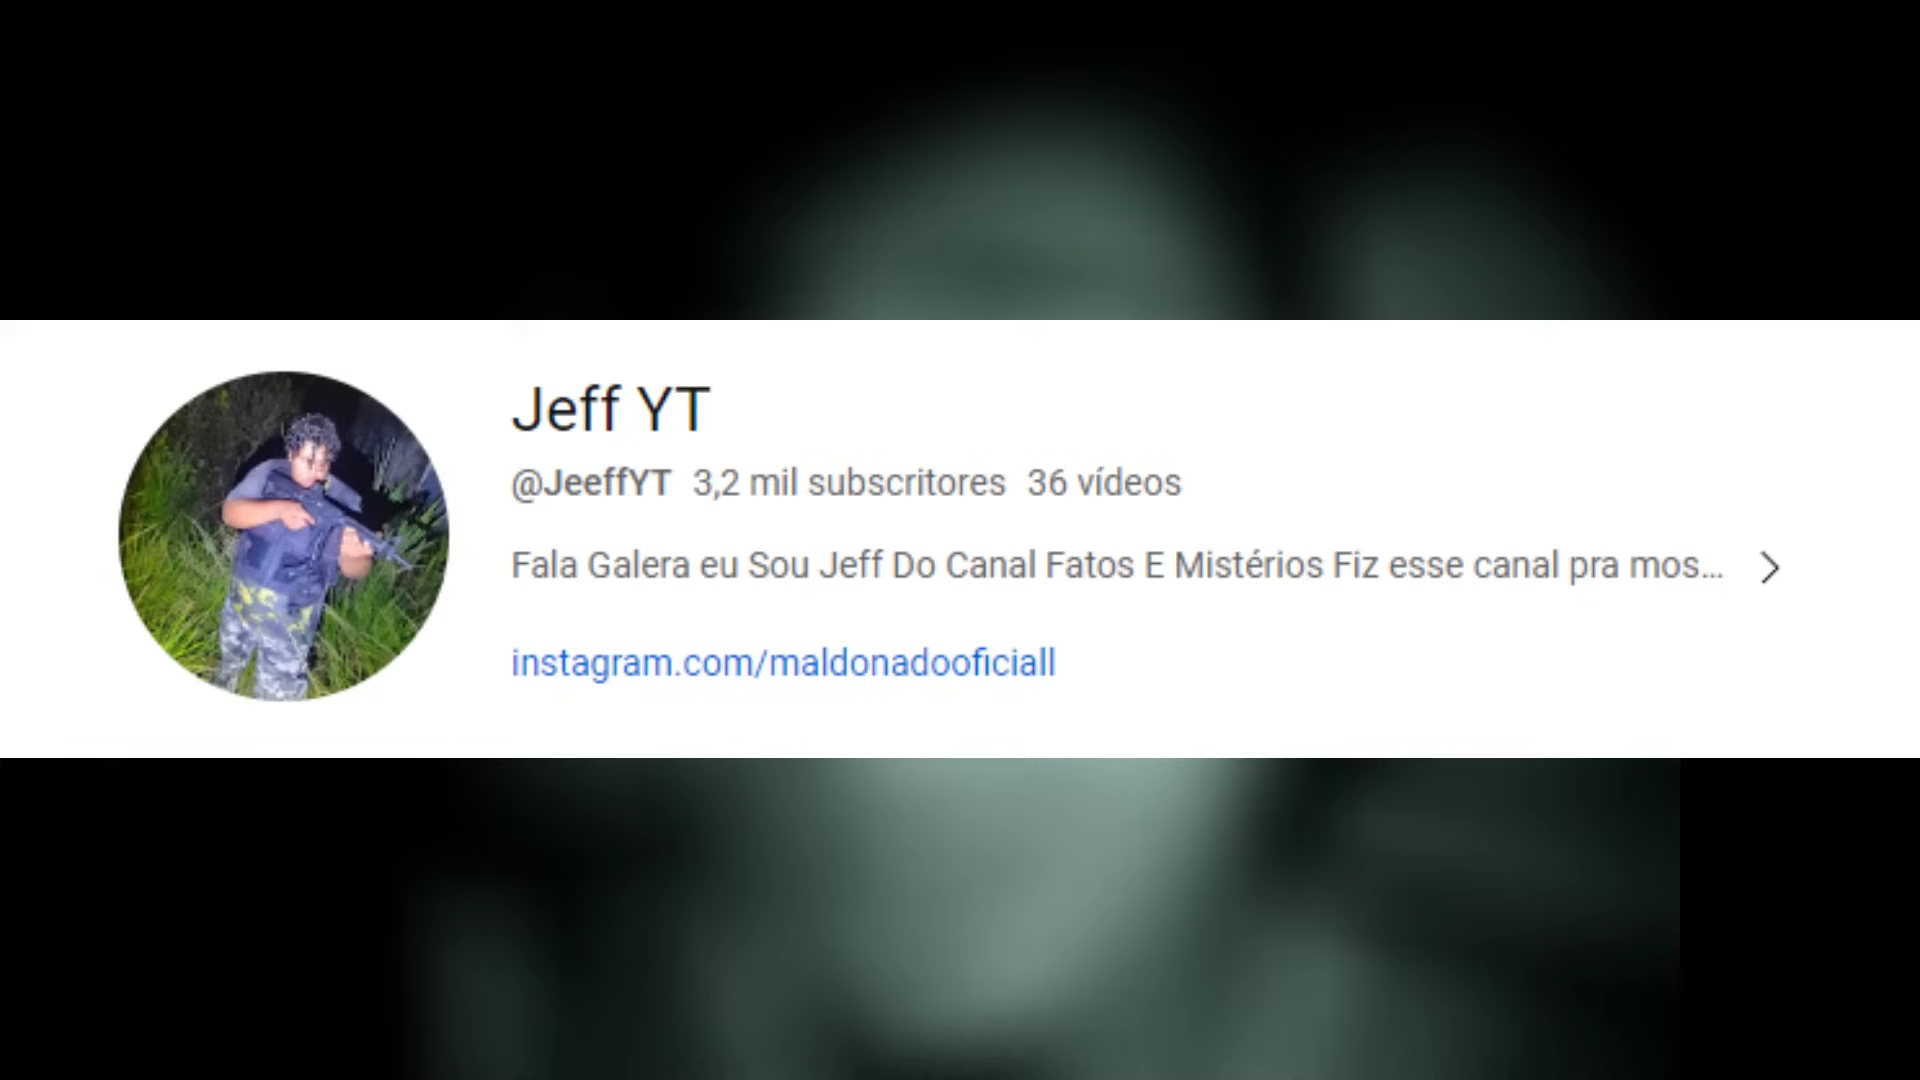 Jeff YT
@JeeffYT 3,2 mil subscritores 36 vídeos
Fala Galera eu Sou Jeff Do Canal Fatos E Mistérios Fiz esse canal pra mos...
instagram.com/maldonadooficiall